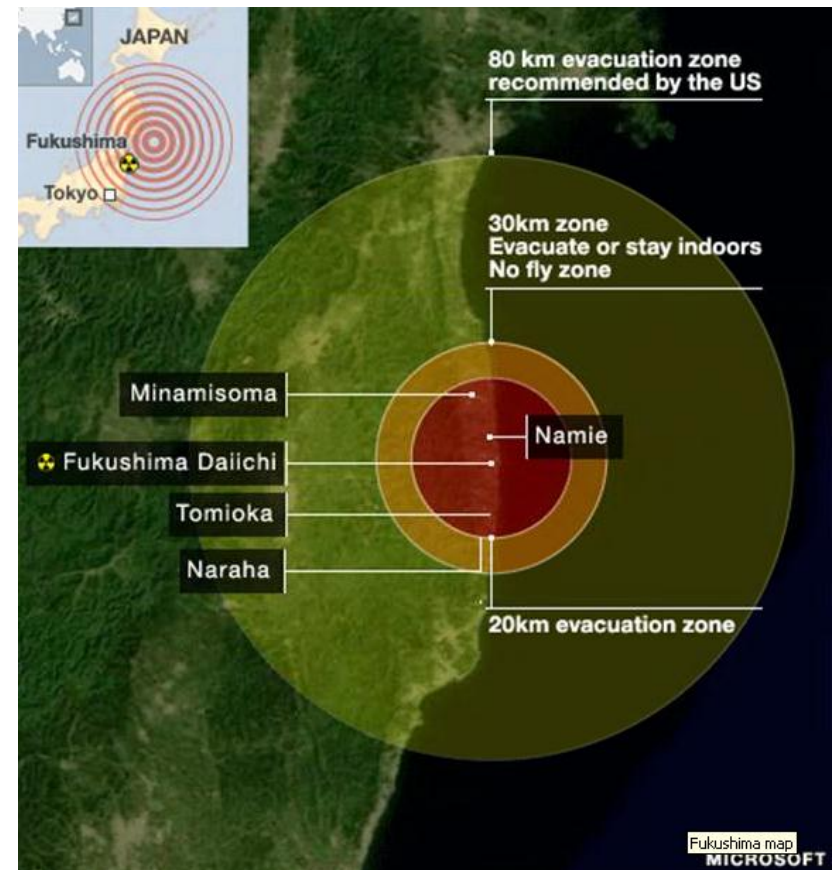 JAPAN
Fukushima
Tokyo
80 km evacuation zone
recommended by the US
30km zone
Evacuate or stay indoors
No fly zone
Minamisoma
Namie
Fukushima Daiichi
Tomioka
Naraha
20km evacuation zone
Fukushima map
MICROSOFT